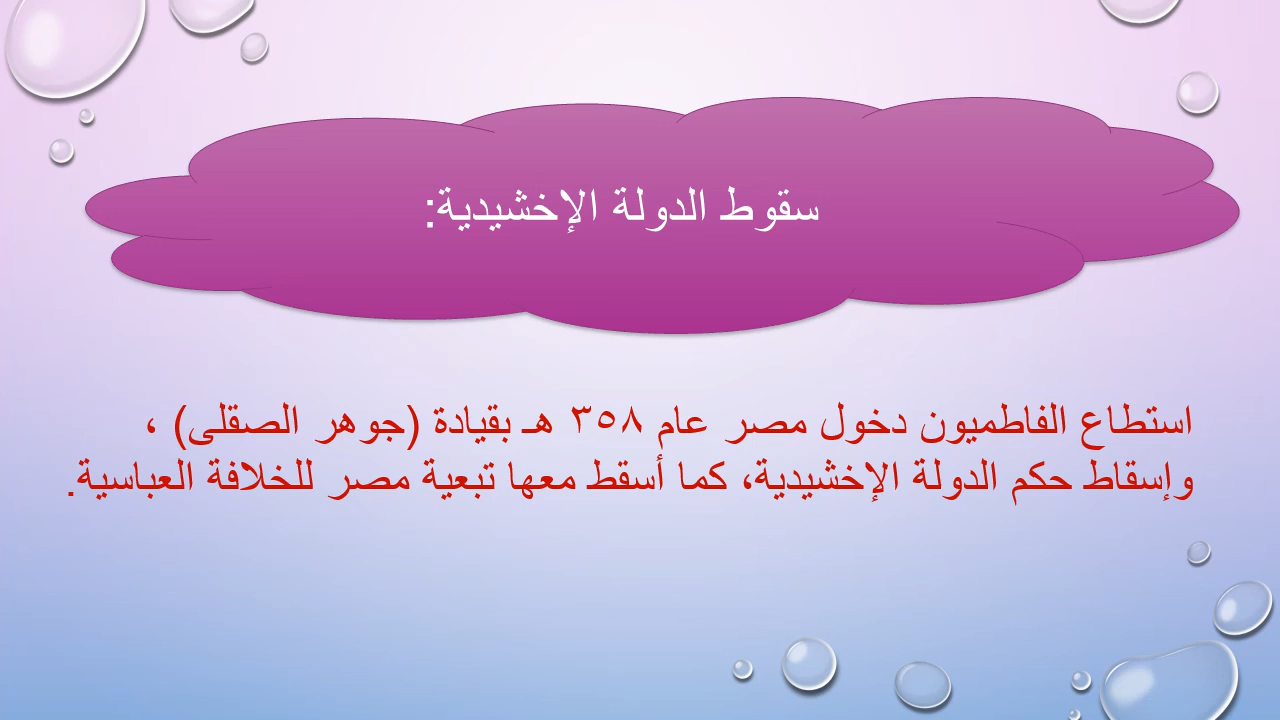 سقوط الدولة الإخشيدية:
استطاع الفاطميون دخول مصر عام ٣٥٨ هـ بقيادة (جوهر الصقلى) ،
وإسقاط حكم الدولة الإخشيدية، كما أسقط معها تبعية مصر للخلافة العباسية.